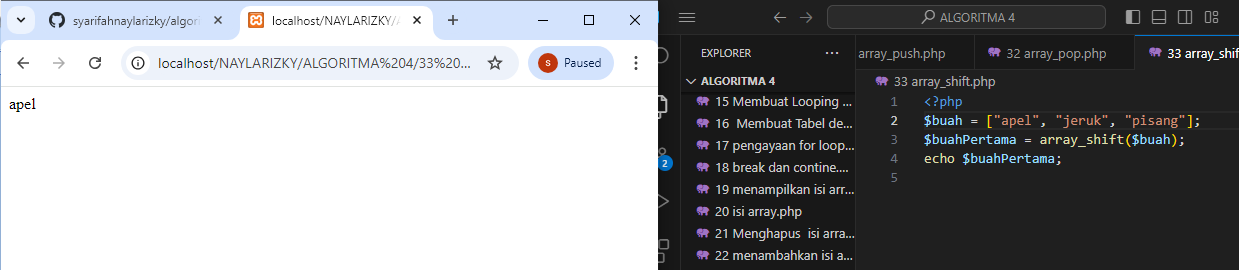 syarifahnaylarizky/algori
localhost/NAYLARIZKY/A
localhost/NAYLARIZKY/ALGORITMA%204/33%20...
s
Paused
apel
ALGORITMA 4
EXPLORER
ALGORITMA 4
15 Membuat Looping ...
16 Membuat Tabel de...
17 pengayaan for loop...
18 break dan contine....
19 menampilkan isi arr...
20 isi array.php
21 Menghapus isi arra...
22 menambahkan isi a...
2
array_push.php
32 array_pop.php
33 array_shif
33 array_shift.php
1 <?php
2 $buah = ["apel", "jeruk", "pisang"];
3 $buahPertama = array_shift($buah);
4 echo $buahPertama;
5